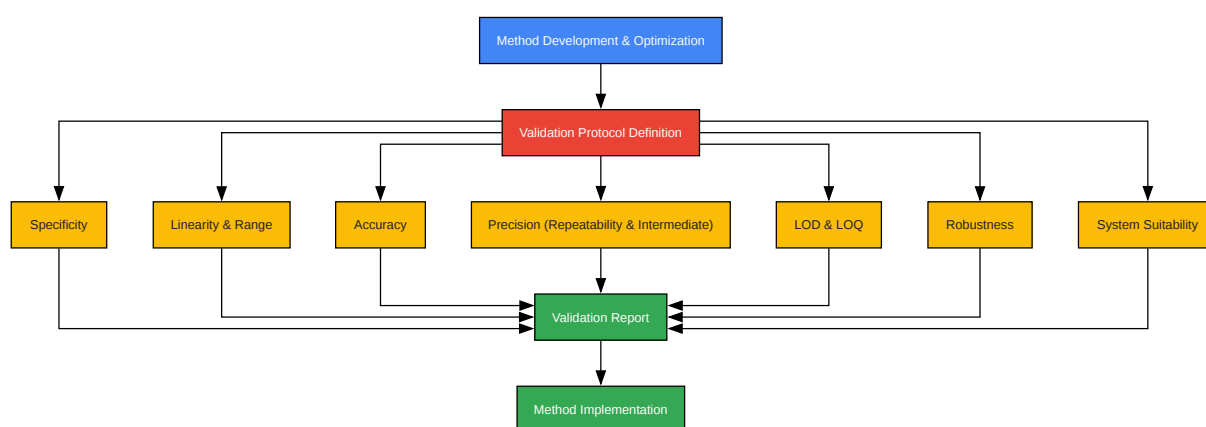 Method Development & Optimization
Validation Protocol Definition
Specificity
Linearity & Range
Accuracy
Precision (Repeatability & Intermediate)
LOD & LOQ
Robustness
System Suitability
Validation Report
Method Implementation